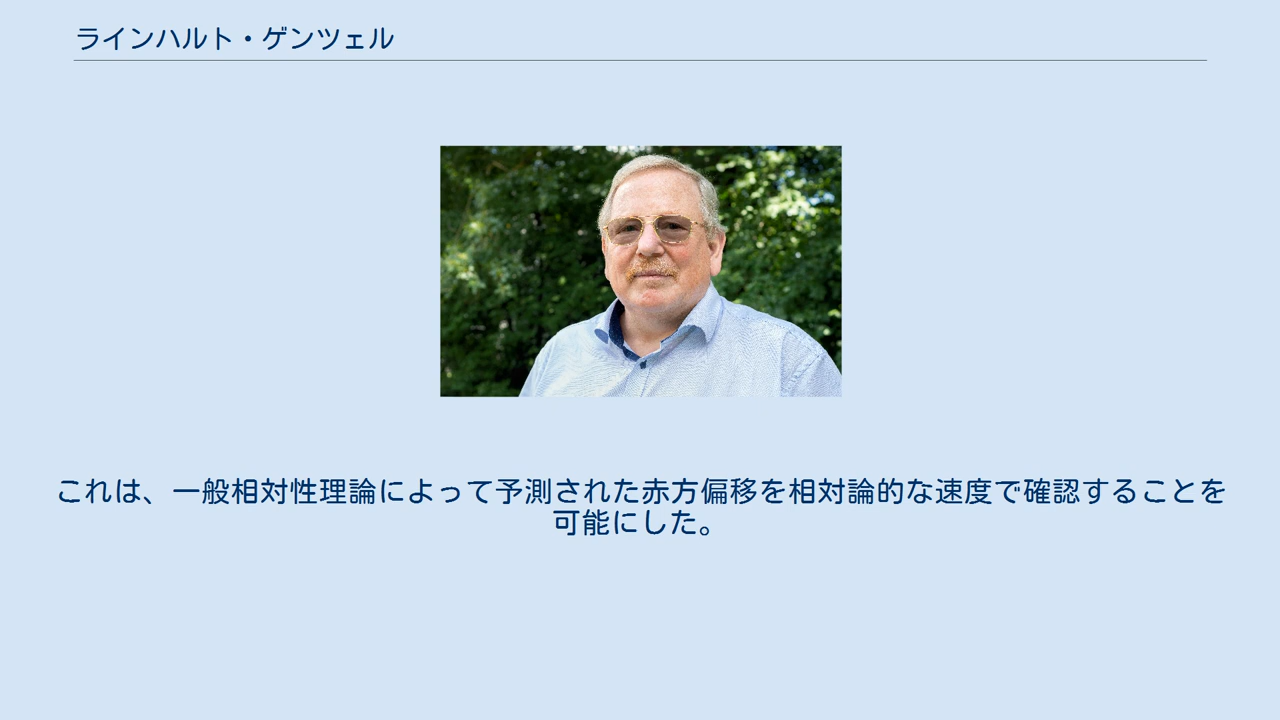 ラインハルト・ゲンツェル
これは、一般相対性理論によって予測された赤方偏移を相対論的な速度で確認することを
可能にした。